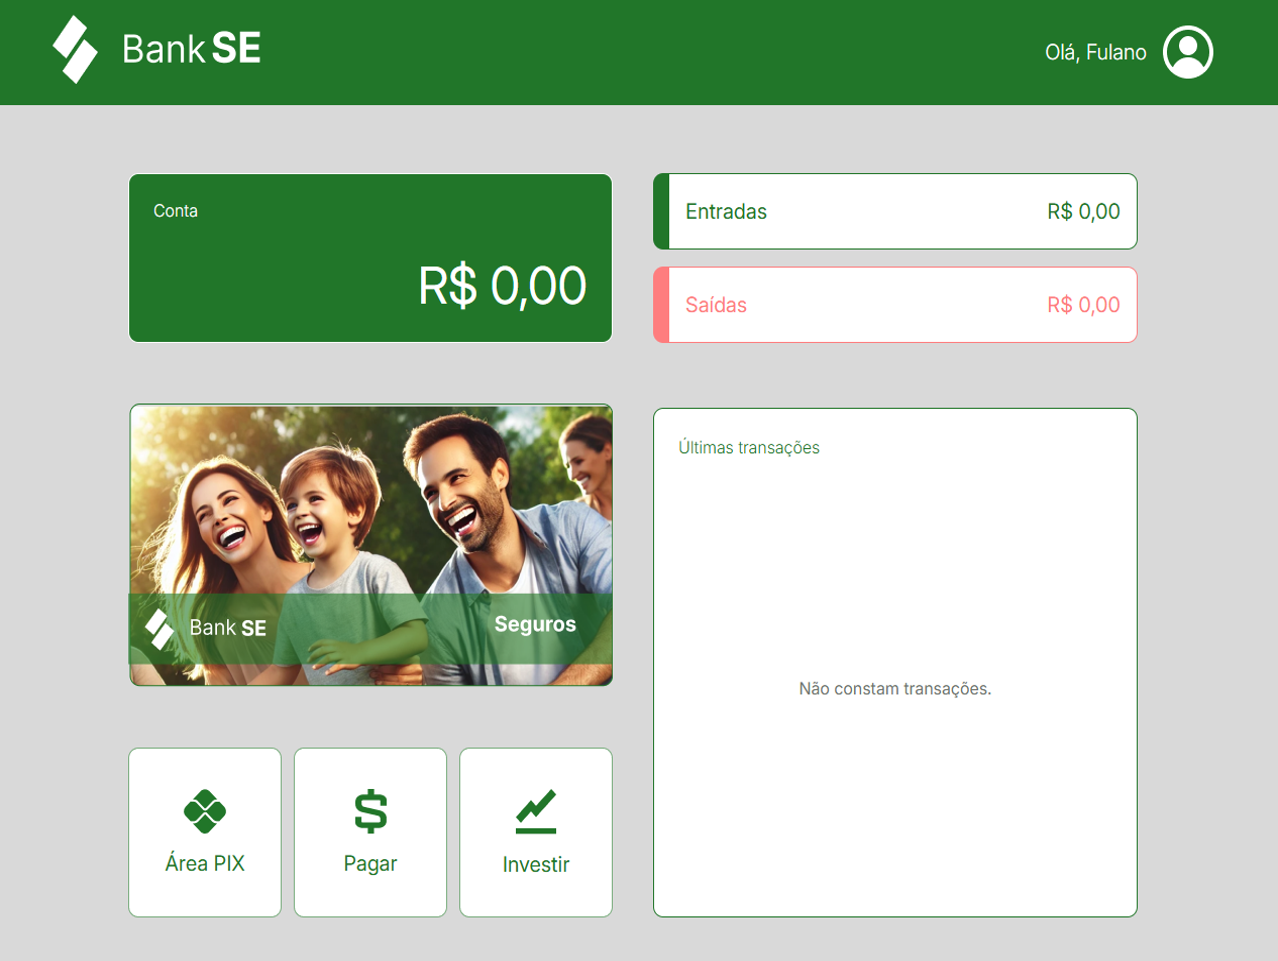 Bank SE
Olá, Fulano
Conta
R$ 0,00
Entradas R$ 0,00
Saídas R$ 0,00
Bank SE
Seguros
Últimas transações
Não constam transações.
Área PIX
Pagar
Investir